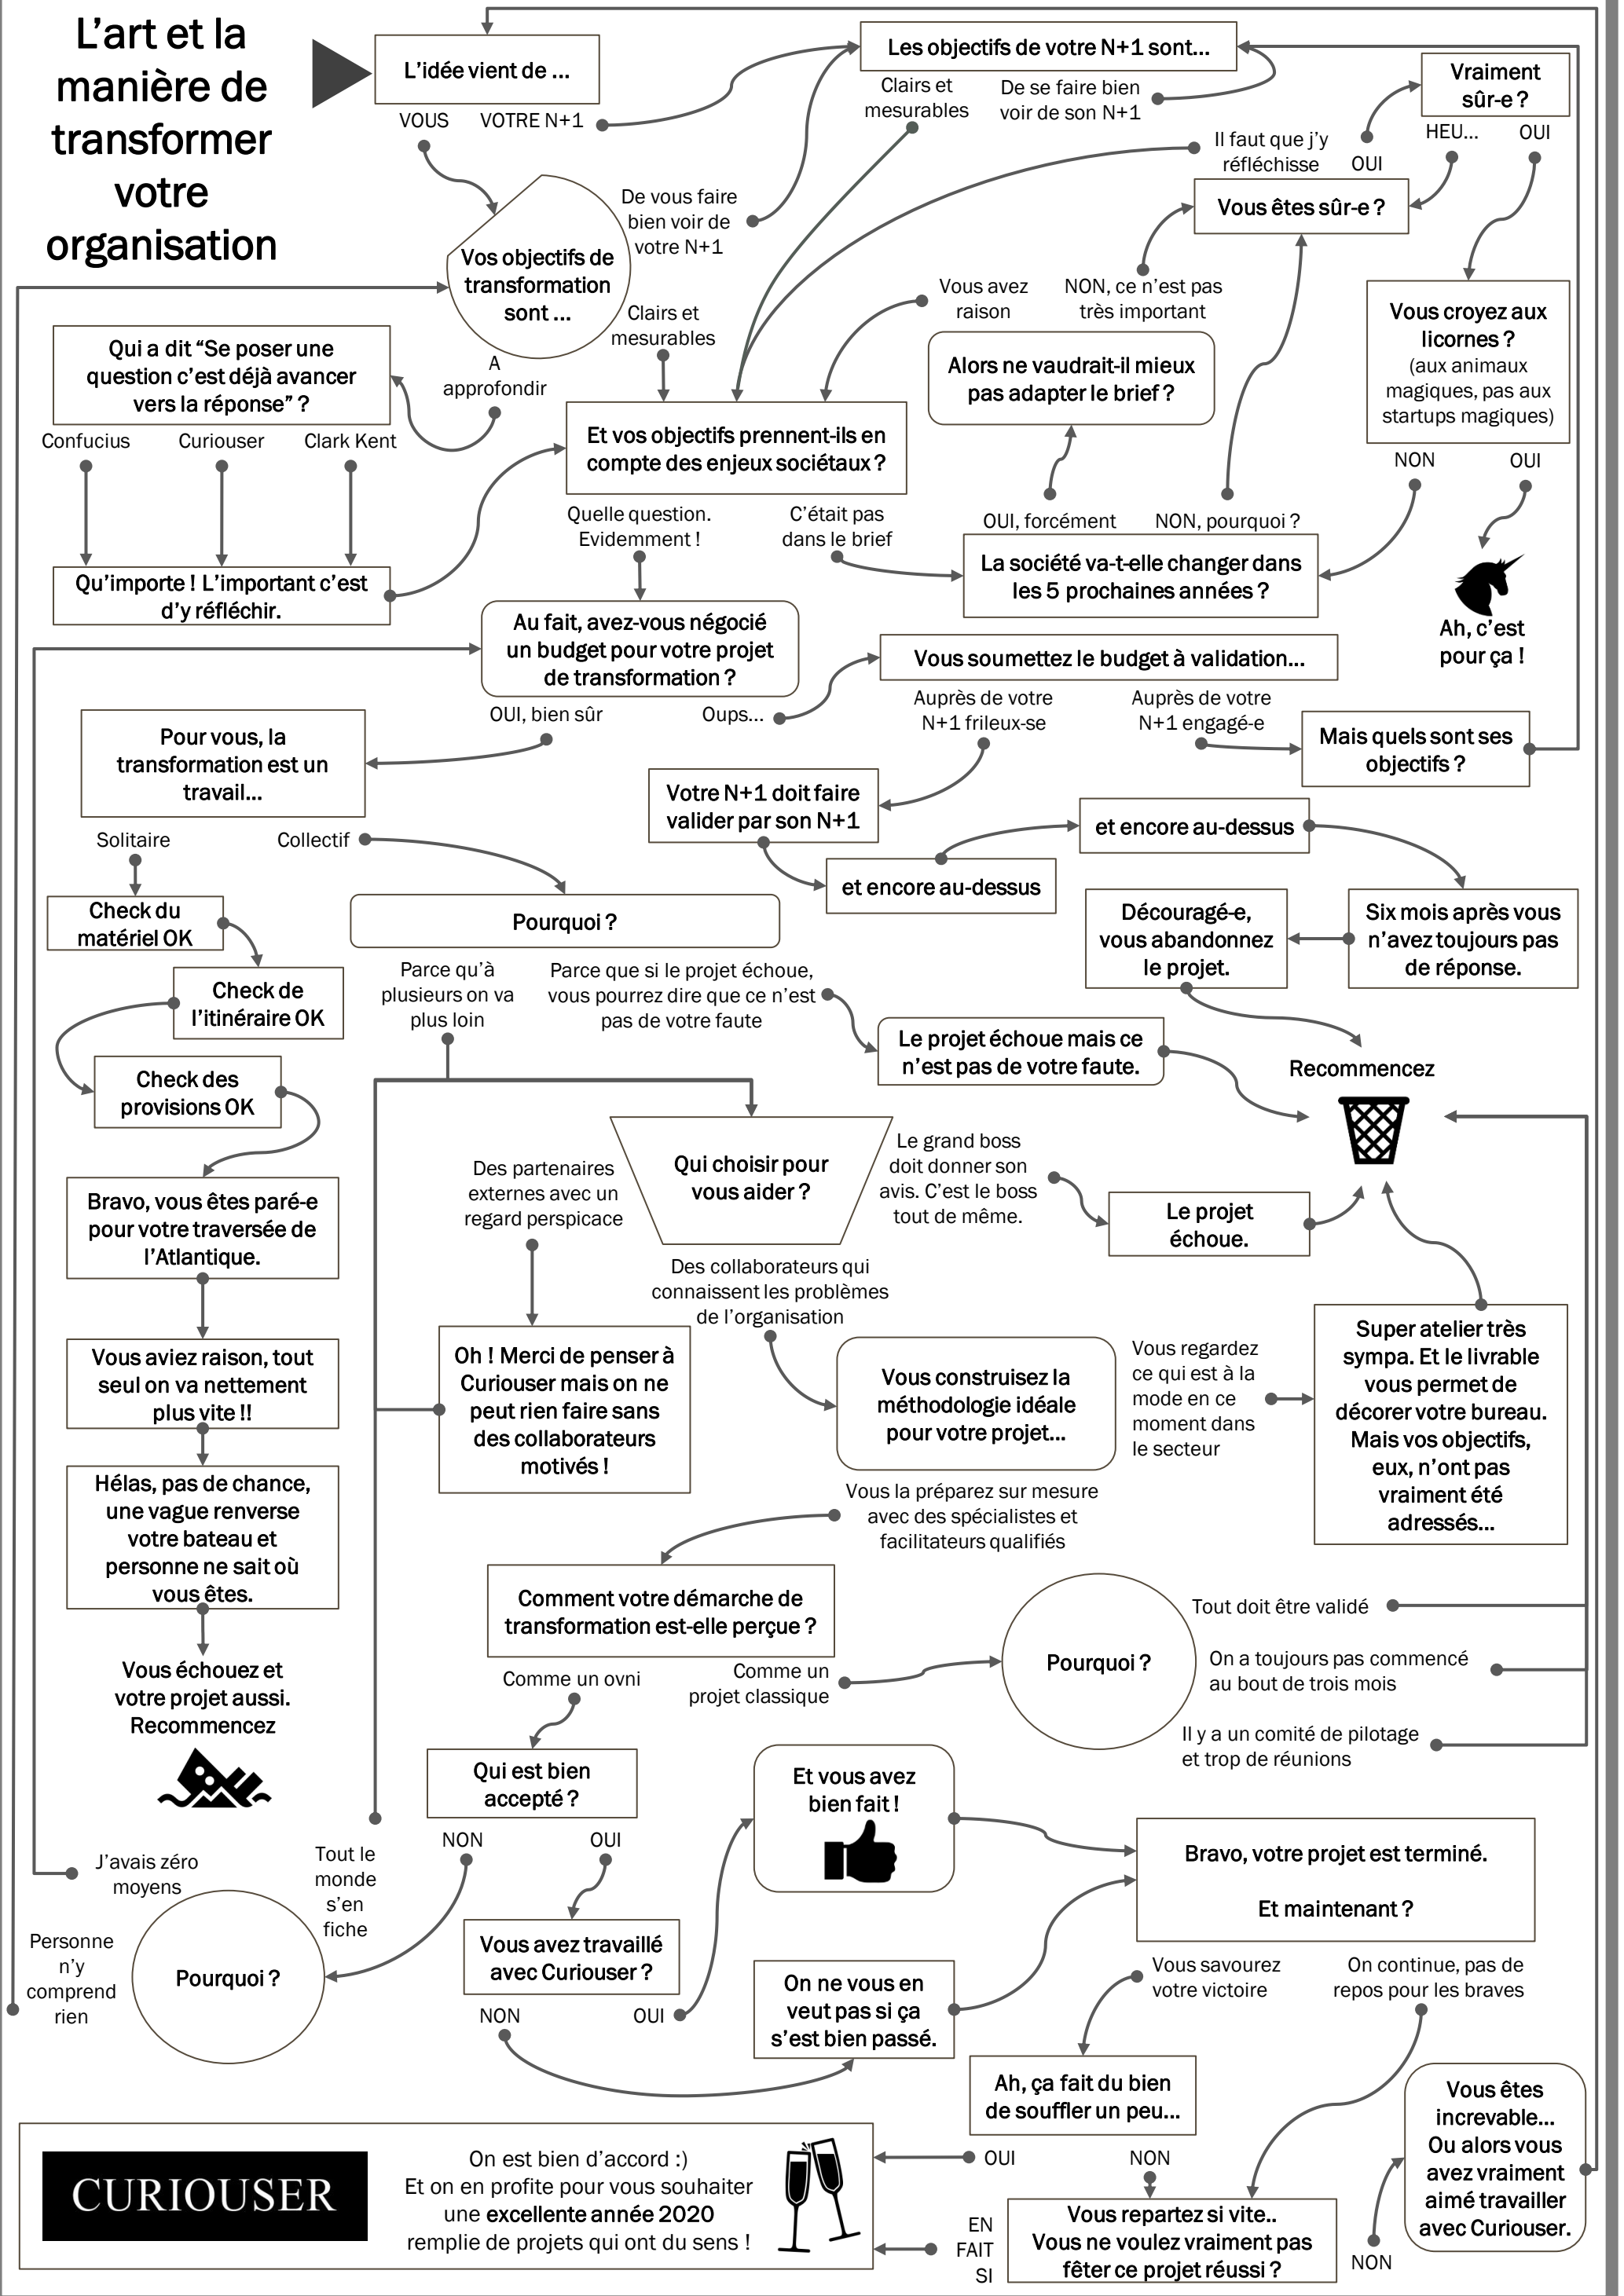 L'art et la
manière de
transformer
votre
organisation
L'idée vient de ...
VOUS
VOTRE N+1
Les objectifs de votre N+1 sont...
Clairs et
mesurables
De se faire bien
voir de son N+1
Vraiment
sûr-e ?
HEU...
OUI
Il faut que j'y
réfléchisse
OUI
Vous êtes sûr-e ?
De vous faire
bien voir de
votre N+1
Vos objectifs de
transformation
sont ...
Clairs et
mesurables
A
approfondir
Vous avez
raison
NON, ce n'est pas
très important
Alors ne vaudrait-il mieux
pas adapter le brief ?
Vous croyez aux
licornes ?
(aux animaux
magiques, pas aux
startups magiques)
NON
OUI
Ah, c'est
pour ça !
Qui a dit “Se poser une
question c'est déjà avancer
vers la réponse” ?
Confucius
Curiouser
Clark Kent
Qu'importe ! L'important c'est
d'y réfléchir.
Et vos objectifs prennent-ils en
compte des enjeux sociétaux ?
Quelle question.
Evidemment !
C'était pas
dans le brief
OUI, forcément
NON, pourquoi ?
La société va-t-elle changer dans
les 5 prochaines années ?
Au fait, avez-vous négocié
un budget pour votre projet
de transformation ?
OUI, bien sûr
Oups...
Vous soumettez le budget à validation...
Auprès de votre
N+1 frileux-se
Auprès de votre
N+1 engagé-e
Mais quels sont ses
objectifs ?
Votre N+1 doit faire
valider par son N+1
et encore au-dessus
et encore au-dessus
Six mois après vous
n'avez toujours pas
de réponse.
Découragé-e,
vous abandonnez
le projet.
Recommencez
Pour vous, la
transformation est un
travail...
Solitaire
Collectif
Check du
matériel OK
Check de
l'itinéraire OK
Check des
provisions OK
Bravo, vous êtes paré-e
pour votre traversée de
l'Atlantique.
Vous aviez raison, tout
seul on va nettement
plus vite !!
Hélas, pas de chance,
une vague renverse
votre bateau et
personne ne sait où
vous êtes.
Vous échouez et
votre projet aussi.
Recommencez
Pourquoi ?
Parce qu'à
plusieurs on va
plus loin
Parce que si le projet échoue,
vous pourrez dire que ce n'est
pas de votre faute
Le projet échoue mais ce
n'est pas de votre faute.
Qui choisir pour
vous aider ?
Des partenaires
externes avec un
regard perspicace
Le grand boss
doit donner son
avis. C'est le boss
tout de même.
Le projet
échoue.
Des collaborateurs qui
connaissent les problèmes
de l'organisation
Oh ! Merci de penser à
Curiouser mais on ne
peut rien faire sans
des collaborateurs
motivés !
Vous construisez la
méthodologie idéale
pour votre projet...
Vous regardez
ce qui est à la
mode en ce
moment dans
le secteur
Super atelier très
sympa. Et le livrable
vous permet de
décorer votre bureau.
Mais vos objectifs,
eux, n'ont pas
vraiment été
adressés...
Vous la préparez sur mesure
avec des spécialistes et
facilitateurs qualifiés
Comment votre démarche de
transformation est-elle perçue ?
Comme un ovni
Comme un
projet classique
Pourquoi ?
Tout doit être validé
On a toujours pas commencé
au bout de trois mois
Il y a un comité de pilotage
et trop de réunions
Qui est bien
accepté ?
NON
OUI
Pourquoi ?
J'avais zéro
moyens
Tout le
monde
s'en
fiche
Personne
n'y
comprend
rien
Vous avez travaillé
avec Curiouser ?
NON
OUI
Et vous avez
bien fait !
On ne vous en
veut pas si ça
s'est bien passé.
Bravo, votre projet est terminé.
Et maintenant ?
Vous savourez
votre victoire
On continue, pas de
repos pour les braves
Ah, ça fait du bien
de souffler un peu...
OUI
NON
Vous repartez si vite..
Vous ne voulez vraiment pas
fêter ce projet réussi ?
EN
FAIT
SI
NON
Vous êtes
increvable...
Ou alors vous
avez vraiment
aimé travailler
avec Curiouser.
CURIOUSER
On est bien d'accord :)
Et on en profite pour vous souhaiter
une excellente année 2020
remplie de projets qui ont du sens !